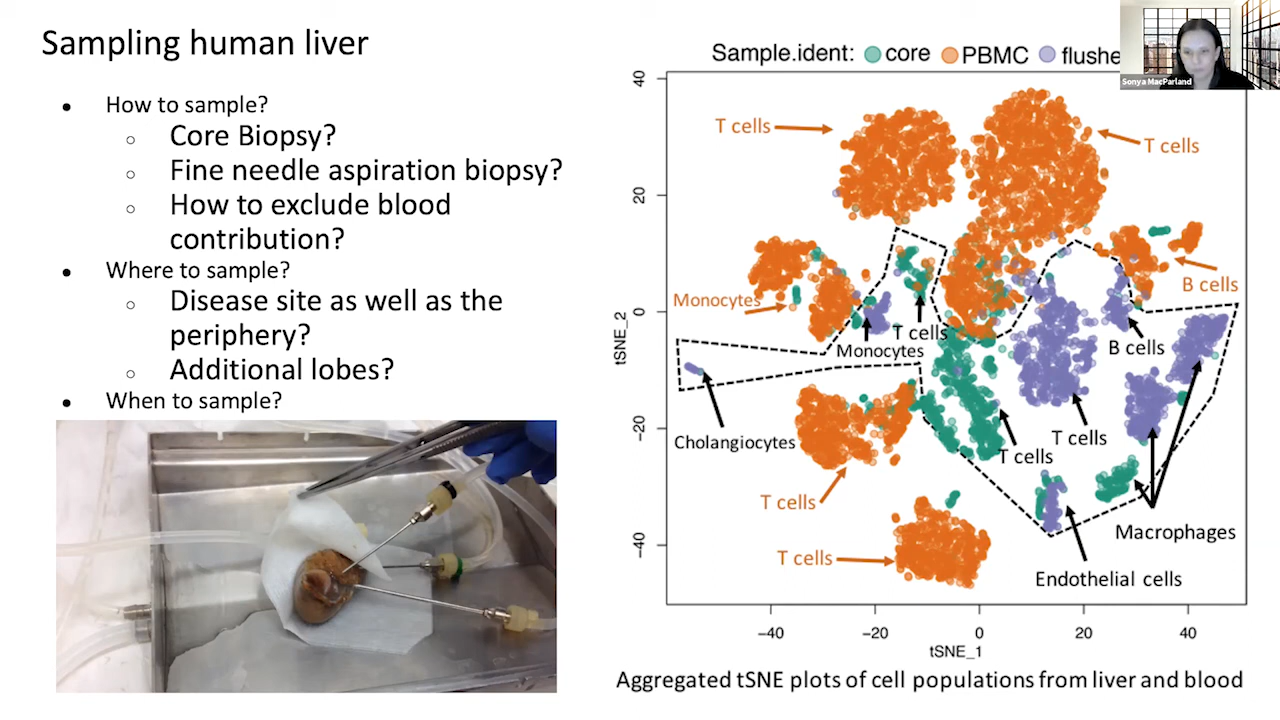 Sampling human liver
• How to sample?
○ Core Biopsy?
○ Fine needle aspiration biopsy?
○ How to exclude blood
contribution?
• Where to sample?
○ Disease site as well as the
periphery?
○ Additional lobes?
• When to sample?
Sample.ident: core PBMC flushe
Sonya MacParland
40
20
0
−20
−40
tSNE_2
T cells
T cells
Monocytes
B cells
T cells
Monocytes
B cells
Cholangiocytes
T cells
T cells
T cells
Macrophages
T cells
Endothelial cells
−40 −20 0 20 40
tSNE_1
Aggregated tSNE plots of cell populations from liver and blood